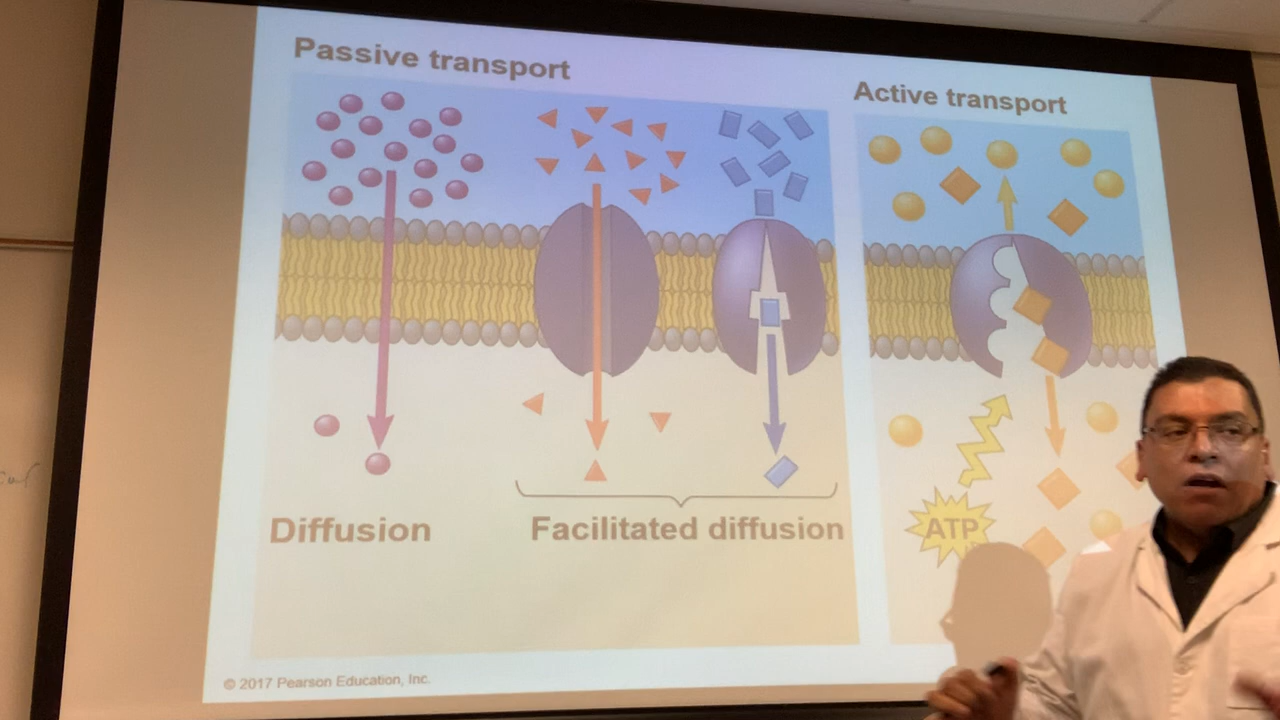 Passive transport
Active transport
Diffusion
Facilitated diffusion
ATP
© 2017 Pearson Education, Inc.